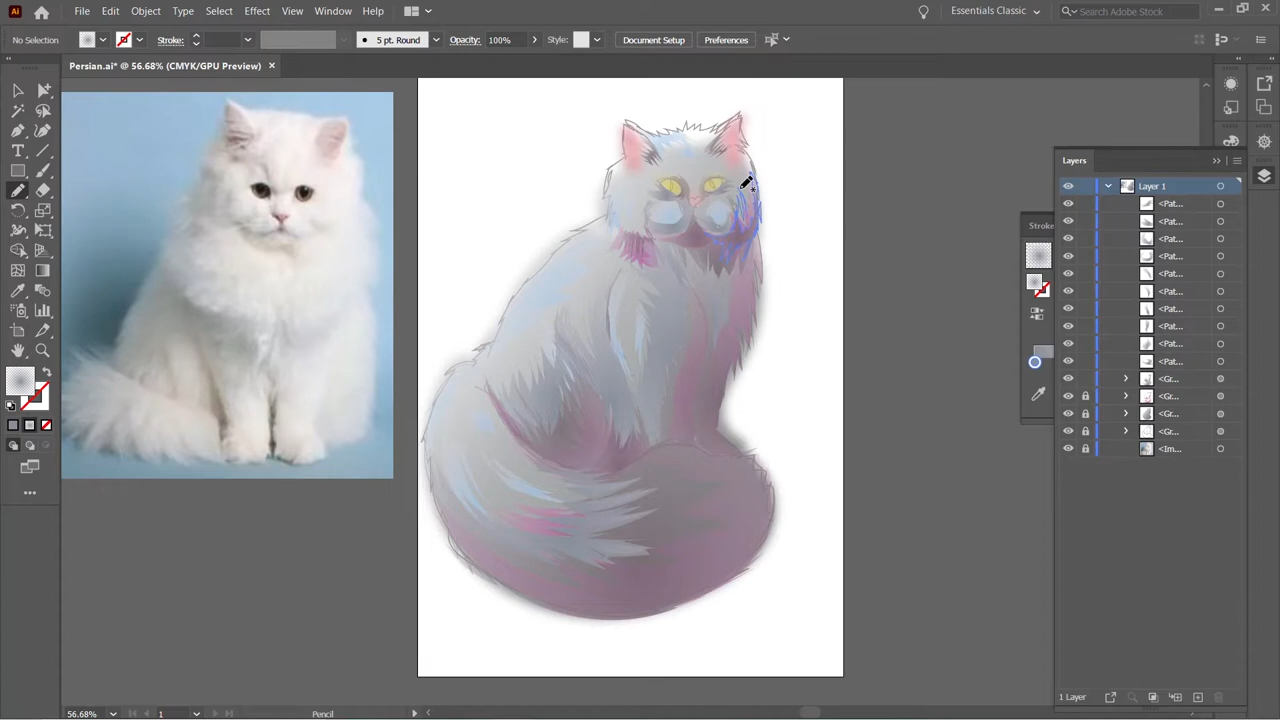 Ai File Edit Object Type Select Effect View Window Help Essentials Classic Search Adobe Stock
No Selection Stroke: 5 pt. Round Opacity: 100% Style: Document Setup Preferences
Persian.ai* @ 56.68% (CMYK/GPU Preview)
Layers
Layer 1
<Pat...
<Pat...
<Pat...
Stroke
<Pat...
<Pat...
<Pat...
<Pat...
<Pat...
<Pat...
<Pat...
<Gr...
<Gr...
<Gr...
<Gr...
<Im...
1 Layer
56.68% 1 Pencil